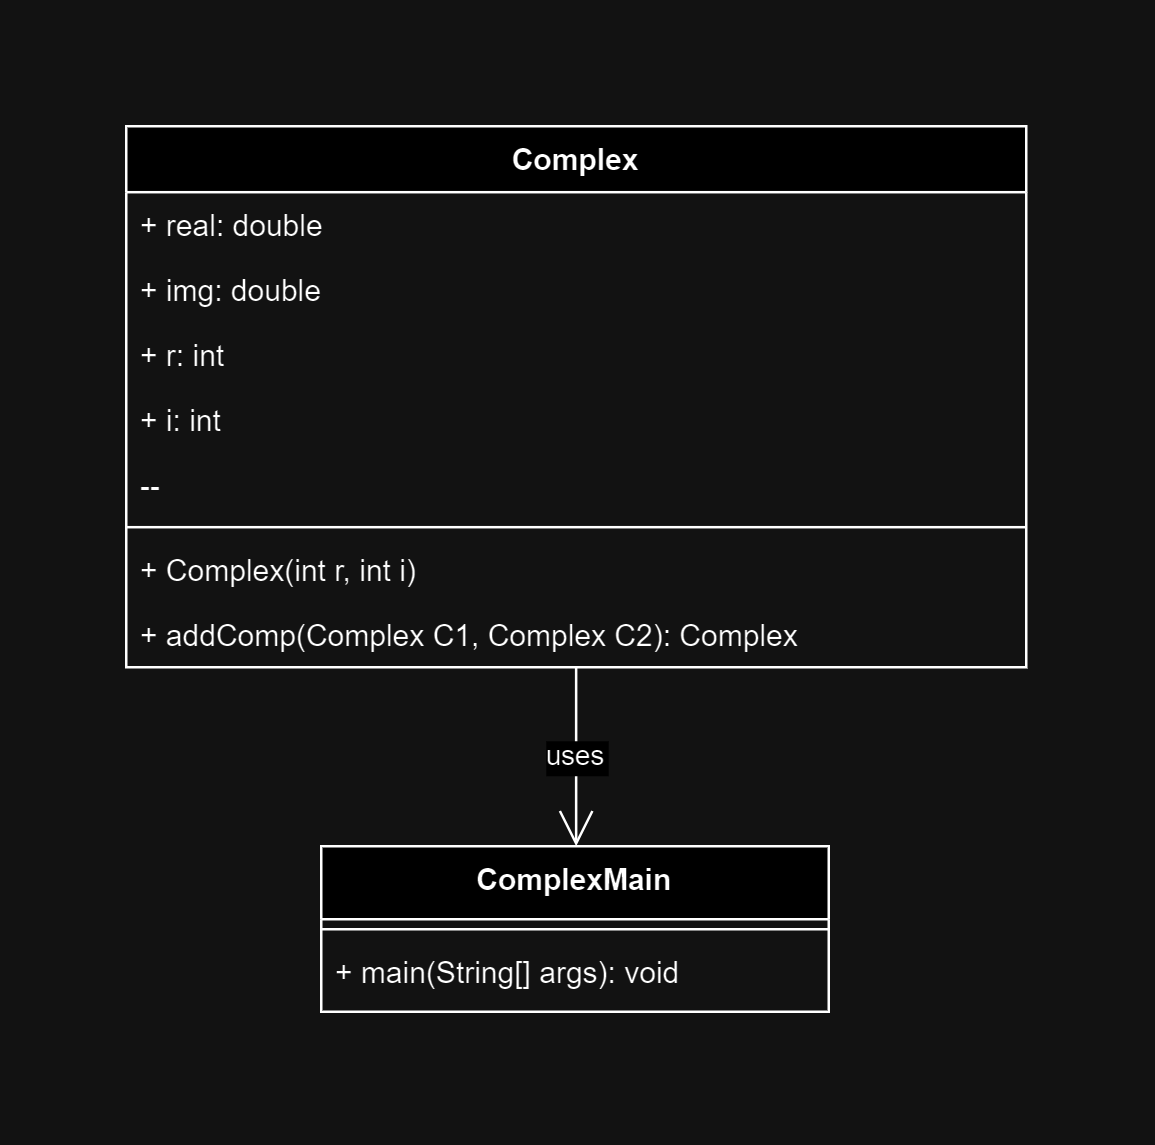 Complex
+ real: double
+ img: double
+ r: int
+ i: int
--
+ Complex(int r, int i)
+ addComp(Complex C1, Complex C2): Complex
uses
ComplexMain
+ main(String[] args): void